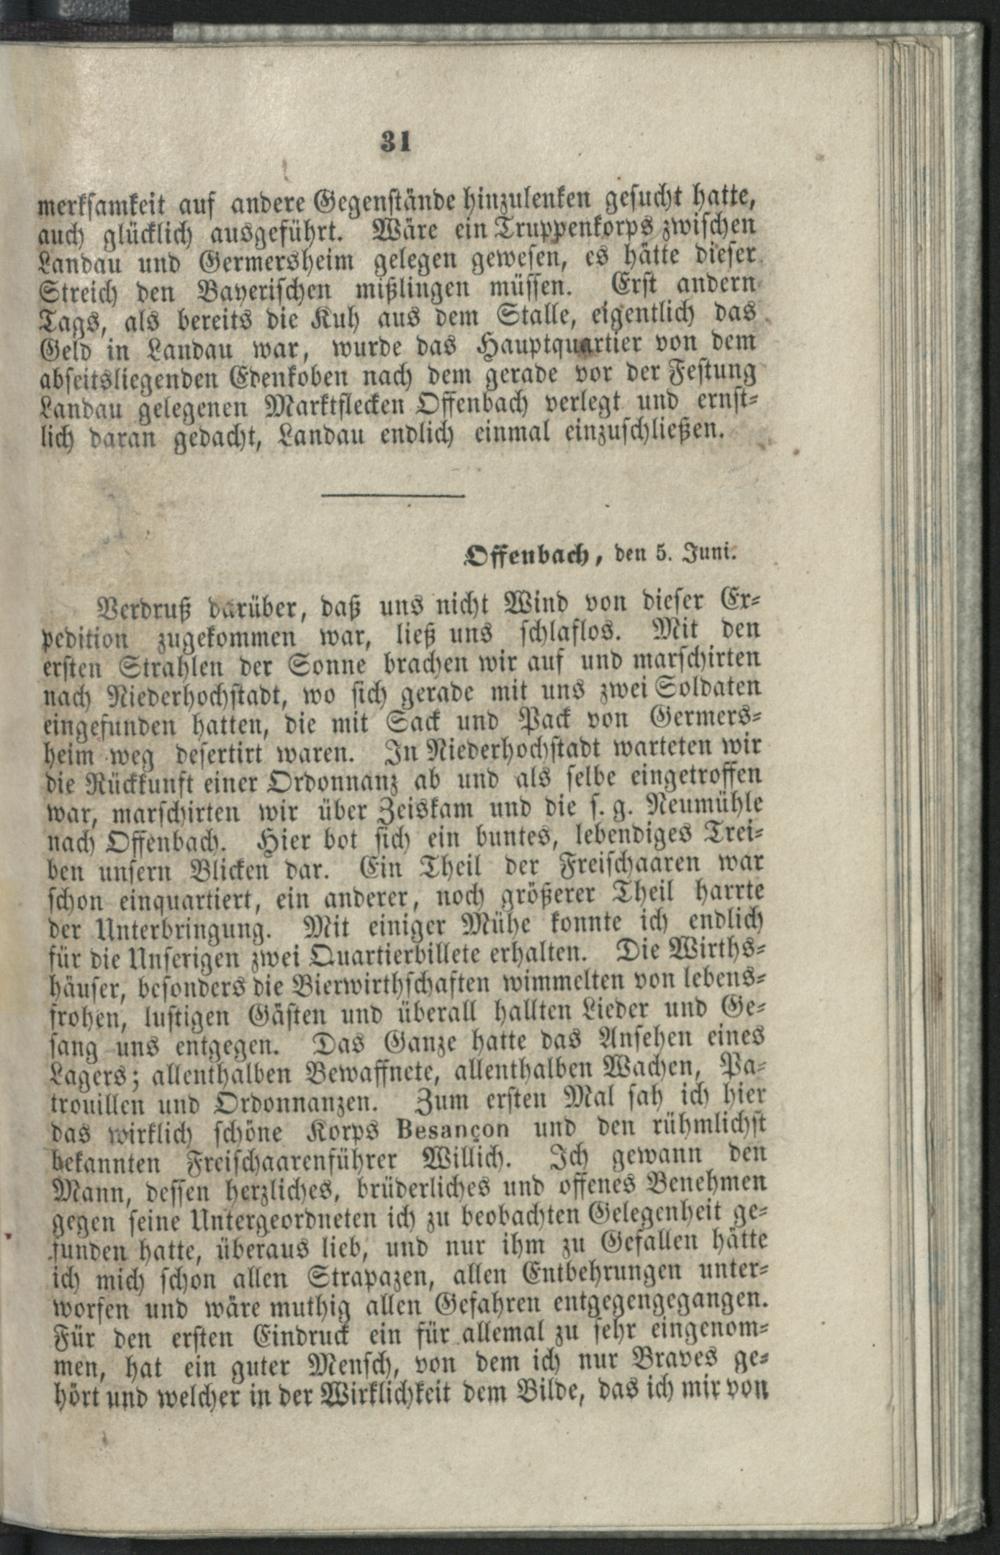 31
merksamkeit auf andere Gegenstände hinzulenken gesucht hatte,
auch glücklich ausgeführt. Wäre ein Truppenkorps zwischen
Landau und Germersheim gelegen gewesen, es hätte dieser
Streich den Bayerischen mißlingen müssen. Erst andern
Tags, als bereits die Kuh aus dem Stalle, eigentlich das
Geld in Landau war, wurde das Hauptquartier von dem
abseitsliegenden Edenkoben nach dem gerade vor der Festung
Landau gelegenen Marktflecken Offenbach verlegt und ernst-
lich daran gedacht, Landau endlich einmal einzuschließen.
Offenbach, den 5. Juni.
Verdruß darüber, daß uns nicht Wind von dieser Ex-
pedition zugekommen war, ließ uns schlaflos. Mit den
ersten Strahlen der Sonne brachen wir auf und marschirten
nach Niederhochstadt, wo sich gerade mit uns zwei Soldaten
eingefunden hatten, die mit Sack und Pack von Germers-
heim weg desertirt waren. In Niederhochstadt warteten wir
die Rückkunft einer Ordonnanz ab und als selbe eingetroffen
war, marschirten wir über Zeiskam und die s. g. Neumühle
nach Offenbach. Hier bot sich ein buntes, lebendiges Trei-
ben unsern Blicken dar. Ein Theil der Freischaaren war
schon einquartiert, ein anderer, noch größerer Theil harrte
der Unterbringung. Mit einiger Mühe konnte ich endlich
für die Unserigen zwei Quartierbillete erhalten. Die Wirths-
häuser, besonders die Bierwirthschaften wimmelten von lebens-
frohen, lustigen Gästen und überall hallten Lieder und Ge-
sang uns entgegen. Das Ganze hatte das Ansehen eines
Lagers; allenthalben Bewaffnete, allenthalben Wachen, Pa-
trouillen und Ordonnanzen. Zum ersten Mal sah ich hier
das wirklich schöne Korps Besançon und den rühmlichst
bekannten Freischaarenführer Willich. Ich gewann den
Mann, dessen herzliches, brüderliches und offenes Benehmen
gegen seine Untergeordneten ich zu beobachten Gelegenheit ge-
funden hatte, überaus lieb, und nur ihm zu Gefallen hätte
ich mich schon allen Strapazen, allen Entbehrungen unter-
worfen und wäre muthig allen Gefahren entgegengegangen.
Für den ersten Eindruck ein für allemal zu sehr eingenom-
men, hat ein guter Mensch, von dem ich nur Braves ge-
hört und welcher in der Wirklichkeit dem Bilde, das ich mir von